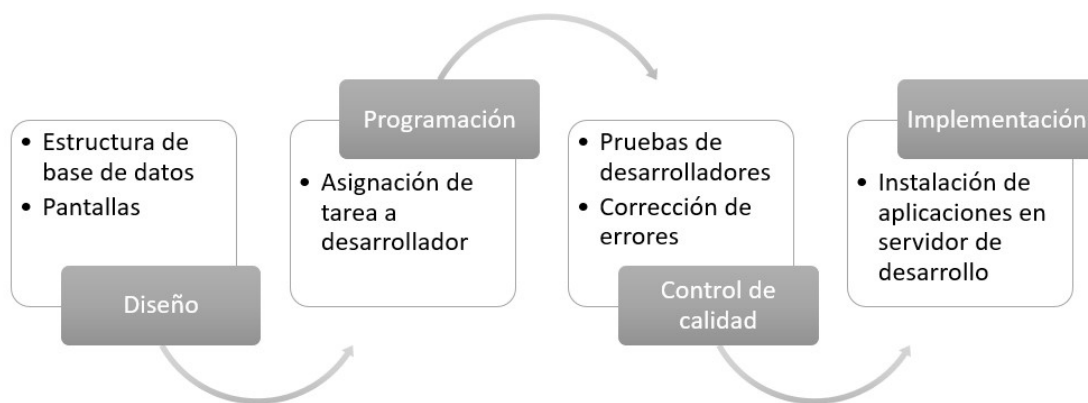 • Estructura de
base de datos
• Pantallas
Diseño
Programación
• Asignación de
tarea a
desarrollador
• Pruebas de
desarrolladores
• Corrección de
errores
Control de
calidad
Implementación
• Instalación de
aplicaciones en
servidor de
desarrollo